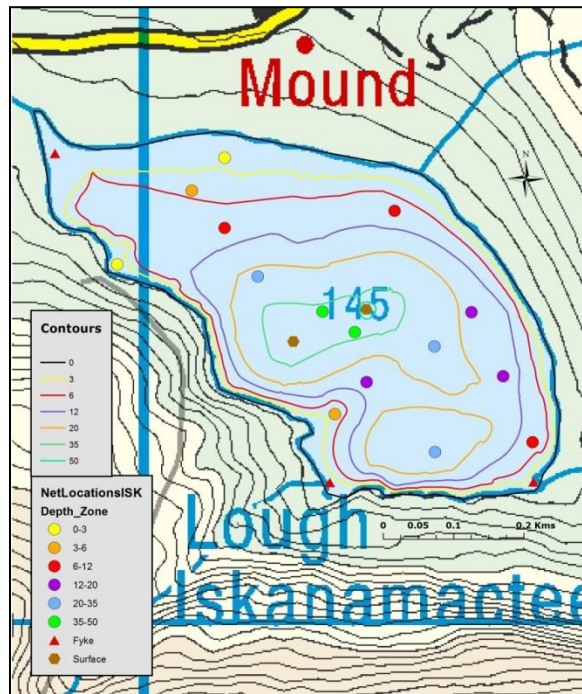 Mound
N
145
Contours
0
3
6
12
20
35
50
NetLocationsISK
Depth_Zone
0-3
3-6
6-12
12-20
20-35
35-50
Fyke
Surface
0 0.05 0.1 0.2 Kms
Lough
Iskanamactee